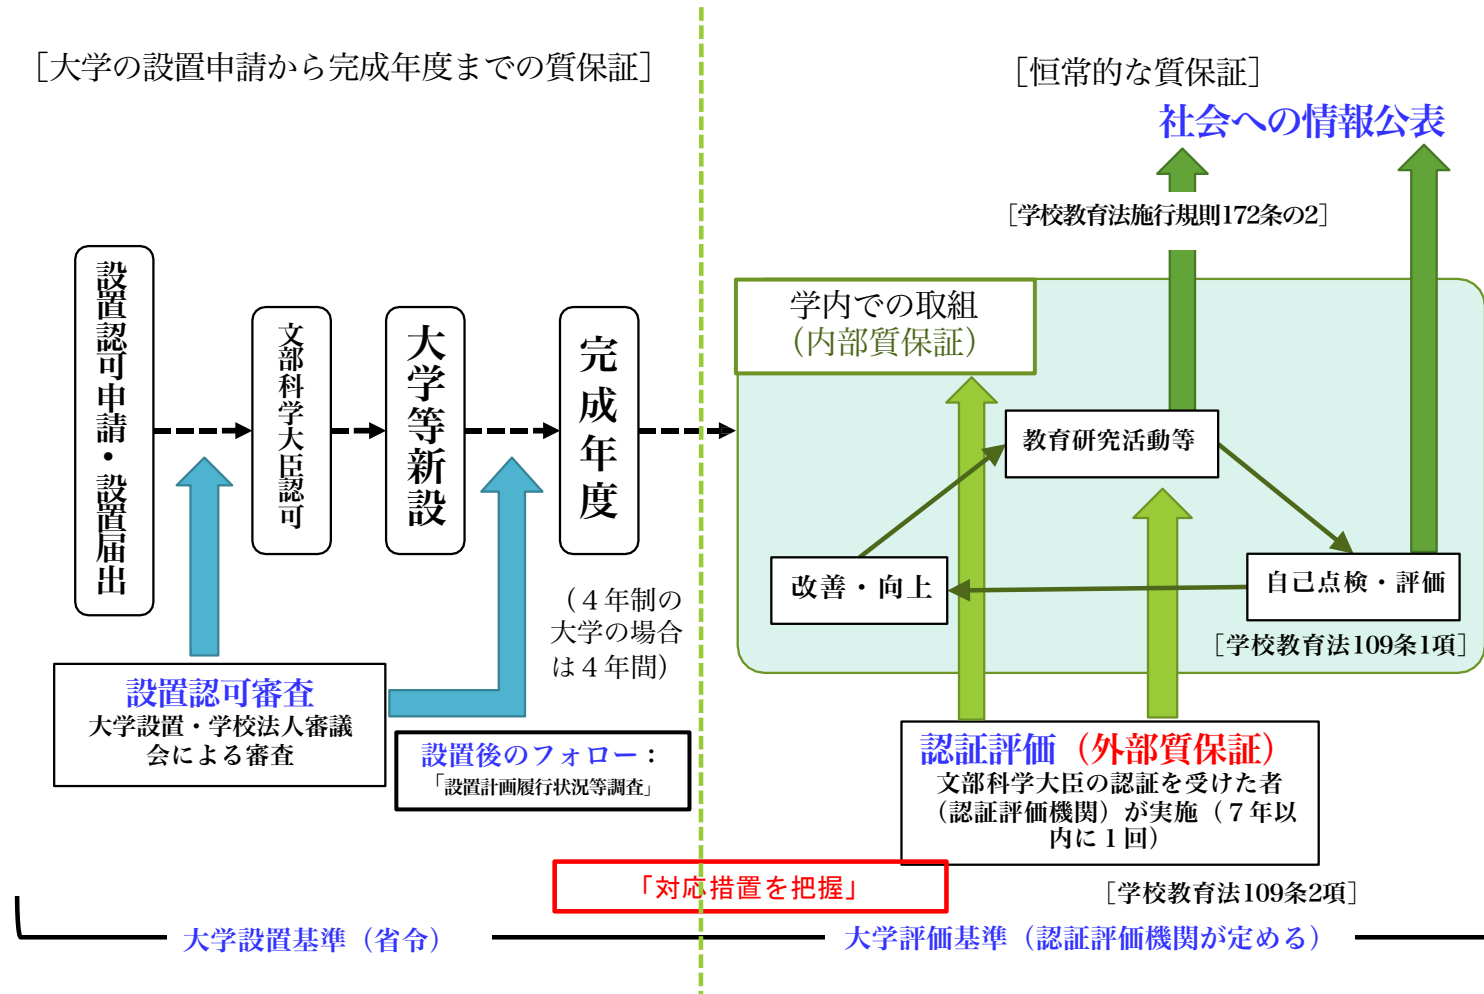 ［大学の設置申請から完成年度までの質保証］
設置認可申請・設置届出
文部科学大臣認可
大学等新設
完成年度
（４年制の
大学の場合
は４年間）
設置認可審査
大学設置・学校法人審議
会による審査
設置後のフォロー：
「設置計画履行状況等調査」
［恒常的な質保証］
社会への情報公表
［学校教育法施行規則172条の2］
学内での取組
（内部質保証）
教育研究活動等
改善・向上
自己点検・評価
［学校教育法109条1項］
認証評価（外部質保証）
文部科学大臣の認証を受けた者
（認証評価機関）が実施（７年以
内に１回）
「対応措置を把握」
［学校教育法109条2項］
大学設置基準（省令）
大学評価基準（認証評価機関が定める）